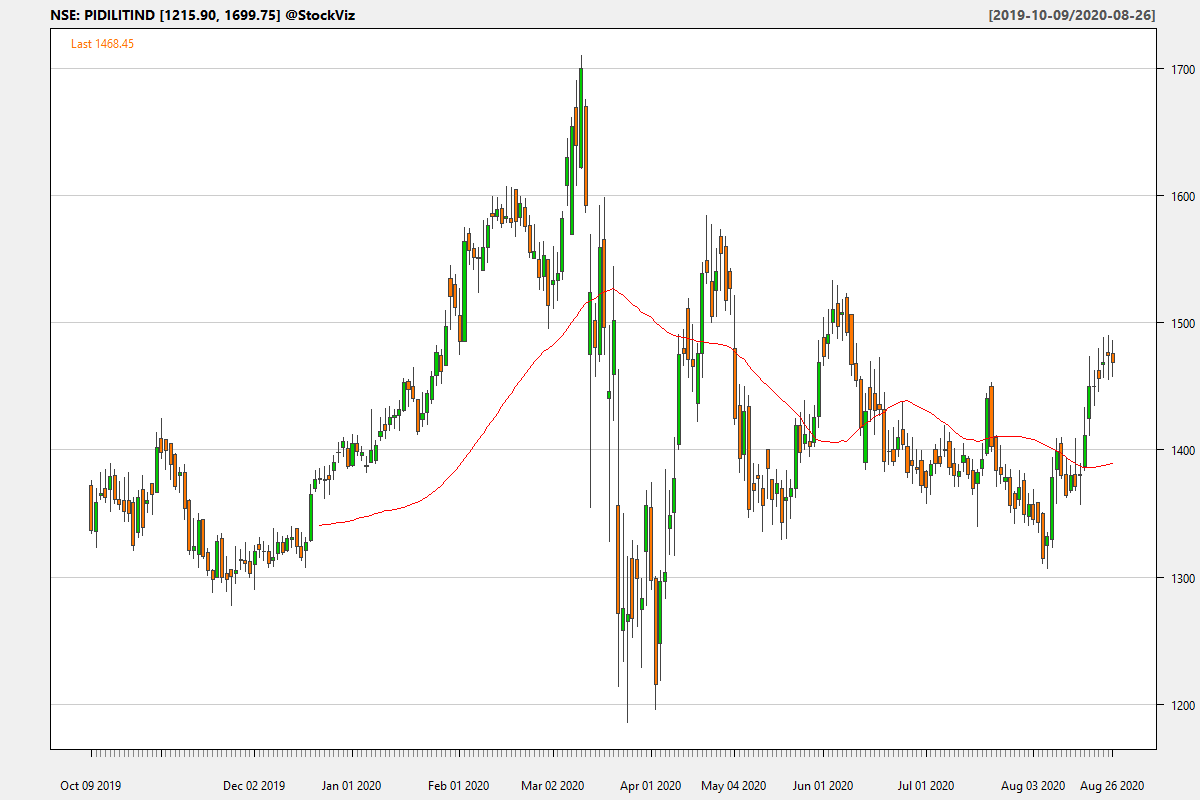 NSE: PIDILITIND [1215.90, 1699.75] @StockViz [2019-10-09/2020-08-26]
Last 1468.45
1700
1600
1500
1400
1300
1200
Oct 09 2019 Dec 02 2019 Jan 01 2020 Feb 01 2020 Mar 02 2020 Apr 01 2020 May 04 2020 Jun 01 2020 Jul 01 2020 Aug 03 2020 Aug 26 2020